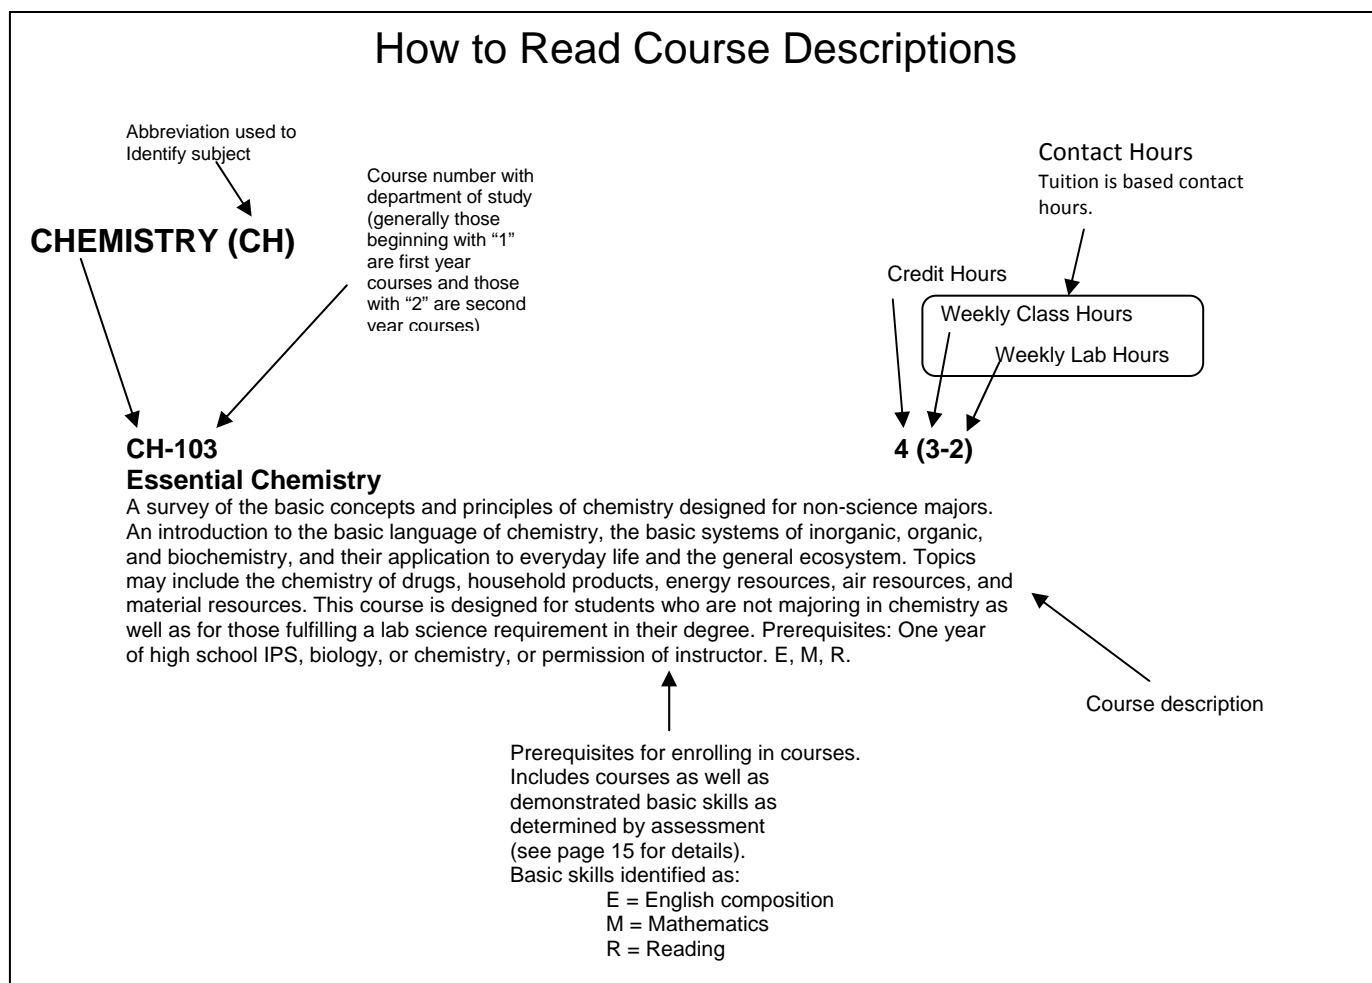 How to Read Course Descriptions
Abbreviation used to
Identify subject
CHEMISTRY (CH)
Course number with
department of study
(generally those
beginning with “1”
are first year
courses and those
with “2” are second
year courses)
Contact Hours
Tuition is based contact
hours.
Credit Hours
Weekly Class Hours
Weekly Lab Hours
CH-103
4 (3-2)
Essential Chemistry
A survey of the basic concepts and principles of chemistry designed for non-science majors.
An introduction to the basic language of chemistry, the basic systems of inorganic, organic,
and biochemistry, and their application to everyday life and the general ecosystem. Topics
may include the chemistry of drugs, household products, energy resources, air resources, and
material resources. This course is designed for students who are not majoring in chemistry as
well as for those fulfilling a lab science requirement in their degree. Prerequisites: One year
of high school IPS, biology, or chemistry, or permission of instructor. E, M, R.
Course description
Prerequisites for enrolling in courses.
Includes courses as well as
demonstrated basic skills as
determined by assessment
(see page 15 for details).
Basic skills identified as:
E = English composition
M = Mathematics
R = Reading